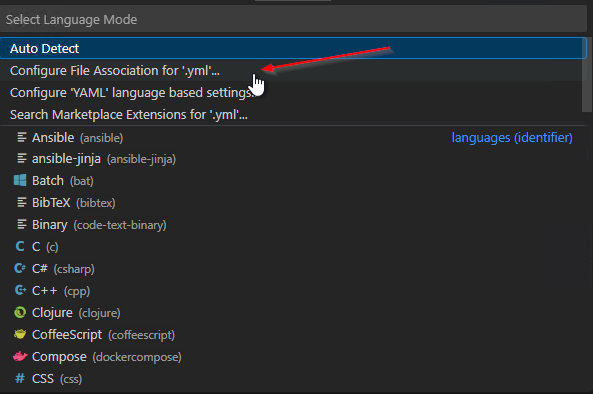 Select Language Mode
Auto Detect
Configure File Association for '.yml'...
Configure 'YAML' language based settings...
Search Marketplace Extensions for '.yml'...
Ansible (ansible) languages (identifier)
ansible-jinja (ansible-jinja)
Batch (bat)
BibTeX (bibtex)
Binary (code-text-binary)
C (c)
C# (csharp)
C++ (cpp)
Clojure (clojure)
CoffeeScript (coffeescript)
Compose (dockercompose)
CSS (css)